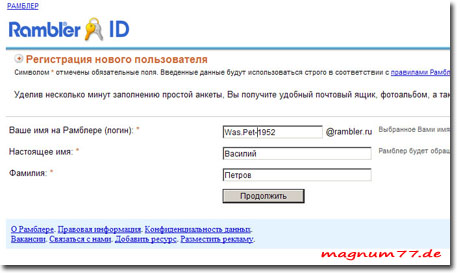 РАМБЛЕР
Rambler ID
Регистрация нового пользователя
Символом * отмечены обязательные поля. Введенные данные будут использоваться строго в соответствии с правилами Рамбл
Уделив несколько минут заполнению простой анкеты, Вы получите удобный почтовый ящик, фотоальбом, а так
Ваше имя на Рамблере (логин): * Was.Pet-1952 @rambler.ru Выбранное Вами имя
Настоящее имя: * Василий Рамблер будет обращ
Фамилия: * Петров
Продолжить
О Рамблере. Правовая информация. Конфиденциальность данных.
Вакансии. Связаться с нами. Добавить ресурс. Разместить рекламу.
magnum77.de